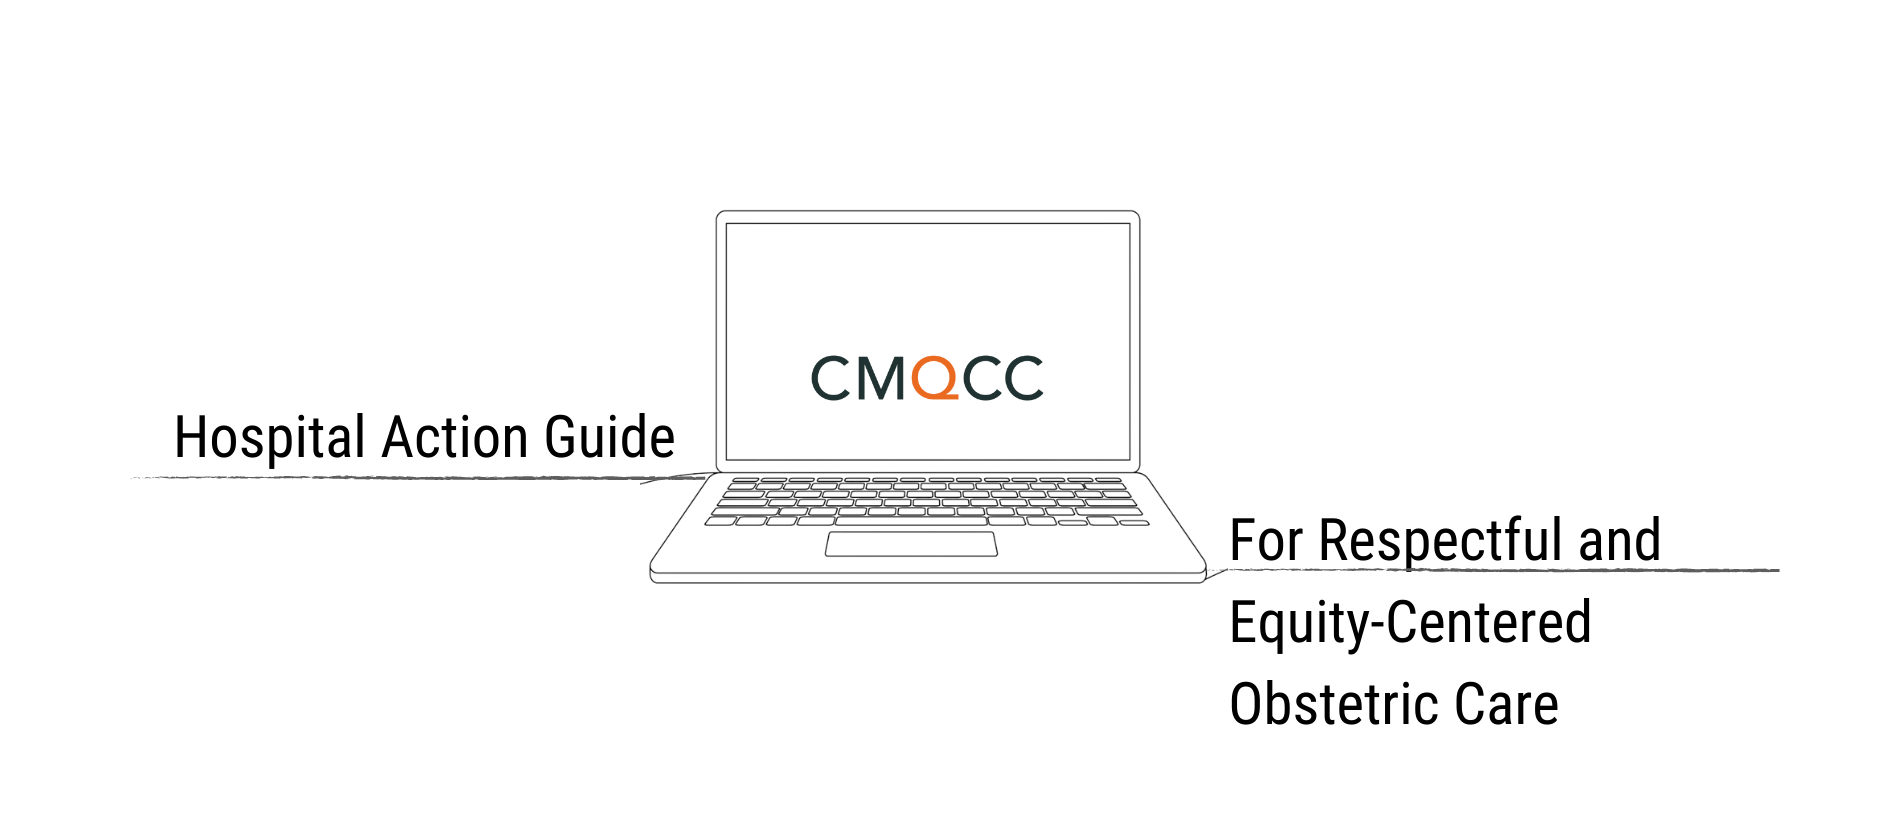 CMQCC
Hospital Action Guide
For Respectful and
Equity-Centered
Obstetric Care